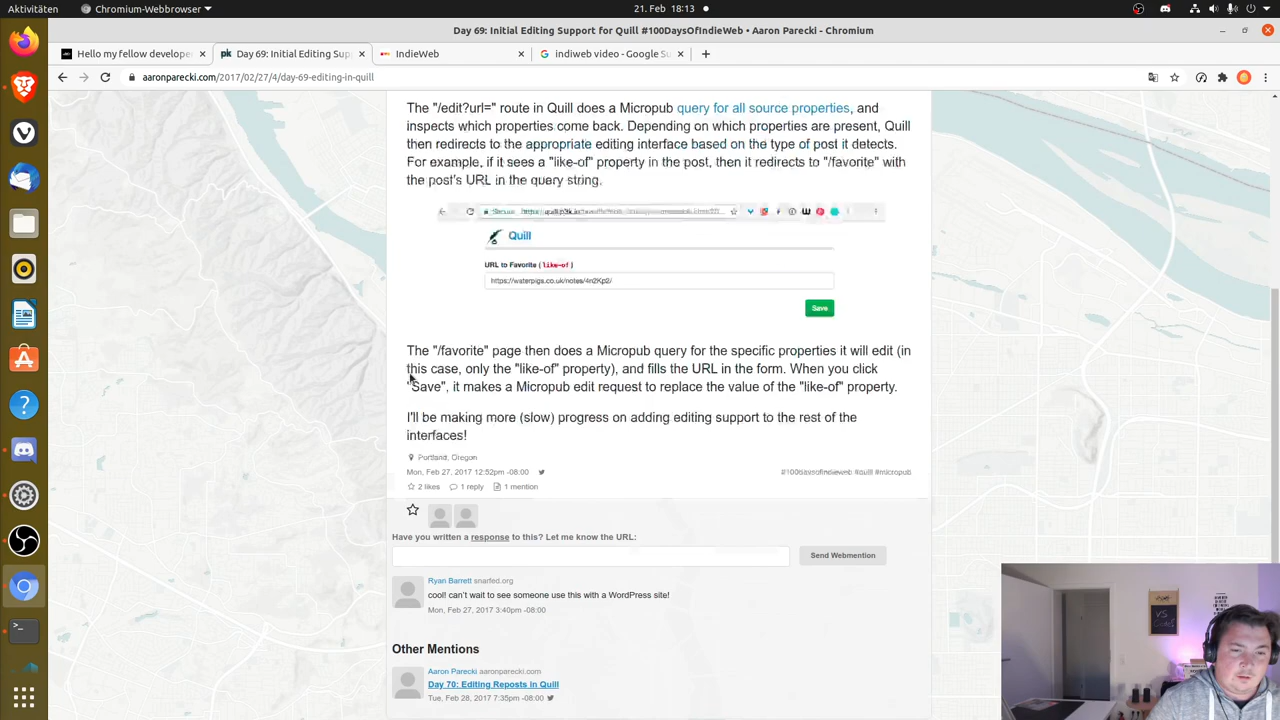 Aktivitäten
Chromium-Webbrowser
21. Feb 18:13
Day 69: Initial Editing Support for Quill #100DaysOfIndieWeb • Aaron Parecki - Chromium
Hello my fellow develope
pk Day 69: Initial Editing Sup
IndieWeb
indiweb video - Google Su
aaronparecki.com/2017/02/27/4/day-69-editing-in-quill
The "/edit?url=" route in Quill does a Micropub query for all source properties, and
inspects which properties come back. Depending on which properties are present, Quill
then redirects to the appropriate editing interface based on the type of post it detects.
For example, if it sees a "like-of" property in the post, then it redirects to "/favorite" with
the post's URL in the query string.
Quill
URL to Favorite ( like-of )
https://waterpigs.co.uk/notes/4n2Kp2/
Save
The "/favorite" page then does a Micropub query for the specific properties it will edit (in
this case, only the "like-of" property), and fills the URL in the form. When you click
"Save", it makes a Micropub edit request to replace the value of the "like-of" property.
I'll be making more (slow) progress on adding editing support to the rest of the
interfaces!
Portland, Oregon
Mon, Feb 27, 2017 12:52pm -08:00
#100daysofindieweb #quill #micropub
2 likes 1 reply 1 mention
Have you written a response to this? Let me know the URL:
Send Webmention
Ryan Barrett snarfed.org
cool! can't wait to see someone use this with a WordPress site!
Mon, Feb 27, 2017 3:40pm -08:00
Other Mentions
Aaron Parecki aaronparecki.com
Day 70: Editing Reposts in Quill
Tue, Feb 28, 2017 7:35pm -08:00